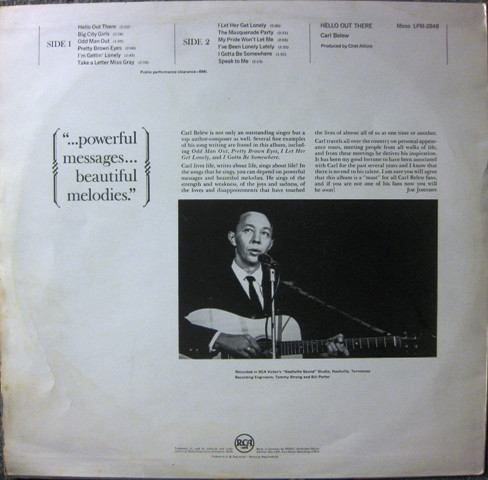 SIDE 1
Hello Out There
Big City Girls
Odd Man Out
Pretty Brown Eyes
I'm Gettin' Lonely
Take a Letter Miss Gray
SIDE 2
I Let Her Get Lonely
The Masquerade Party
My Pride Won't Let Me
I've Been Lonely Lately
I Gotta Be Somewhere
Speak to Me
HELLO OUT THERE
Carl Belew
Produced by Chet Atkins
Mono LPM-2848
Public performance clearance—BMI.
“...powerful
messages...
beautiful
melodies.”
Carl Belew is not only an outstanding singer but a
top author-composer as well. Several fine examples
of his song writing are found in this album, includ-
ing Odd Man Out, Pretty Brown Eyes, I Let Her
Get Lonely, and I Gotta Be Somewhere.
Carl lives life, writes about life, sings about life! In
the songs that he sings, you can depend on powerful
messages and beautiful melodies. He sings of the
strength and weakness, of the joys and sadness, of
the lives and disappointments that have touched
the lives of almost all of us at one time or another.
Carl travels all over the country on personal appear-
ance tours, meeting people from all walks of life,
and from these meetings he derives his inspiration.
It has been my good fortune to have been associated
with Carl for the past several years and I know that
there is no end to his talent. I am sure you will agree
that this album is a “must” for all Carl Belew fans,
and if you are not one of his fans now you will
be soon!
Recorded in RCA Victor's “Nashville Sound” Studio, Nashville, Tennessee
Recording Engineers: Tommy Strong and Bill Porter
RCA